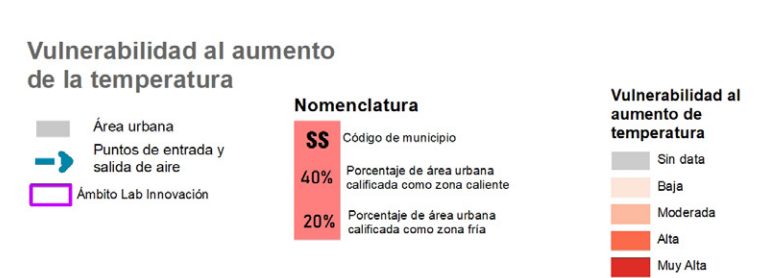 Vulnerabilidad al aumento
de la temperatura
Área urbana
Puntos de entrada y
salida de aire
Ámbito Lab Innovación
Nomenclatura
SS
Código de municipio
40%
Porcentaje de área urbana
calificada como zona caliente
20%
Porcentaje de área urbana
calificada como zona fría
Vulnerabilidad al
aumento de
temperatura
Sin data
Baja
Moderada
Alta
Muy Alta